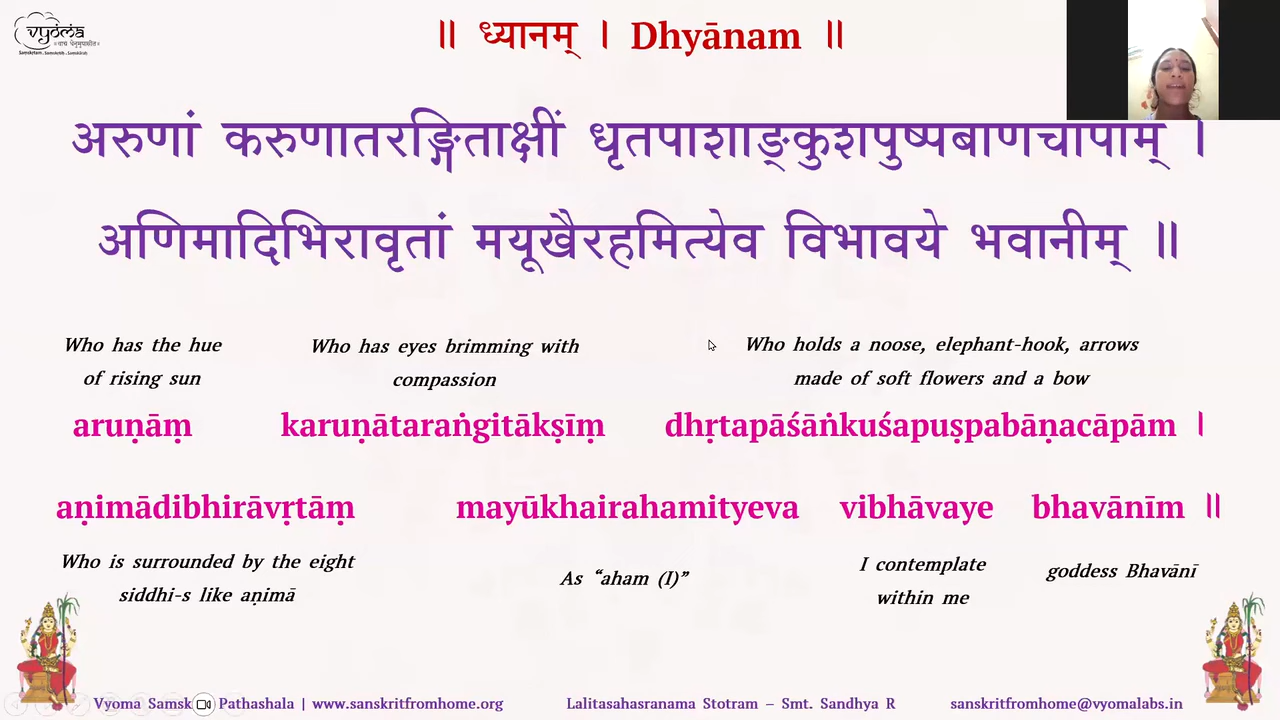 vyoma
॥ ध्यानम् । Dhyānam ॥
अरुणां करुणातरङ्गिताक्षीं धृतपाशाङ्कुशपुष्पबाणचापाम् ।
अणिमादिभिरावृतां मयूखैरहमित्येव विभावये भवानीम् ॥
Who has the hue of rising sun
Who has eyes brimming with compassion
Who holds a noose, elephant-hook, arrows made of soft flowers and a bow
aruṇāṃ karuṇātaraṅgitākṣīṃ dhṛtapāśāṅkuśapuṣpabāṇacāpām ।
aṇimādibhirāvṛtāṃ mayūkhairahamityeva vibhāvaye bhavānīm ॥
Who is surrounded by the eight siddhi-s like aṇimā
As “aham (I)”
I contemplate within me
goddess Bhavānī
Vyoma Samsk Pathashala | www.sanskritfromhome.org Lalitasahasranama Stotram – Smt. Sandhya R easanskrit@vyomalabs.in